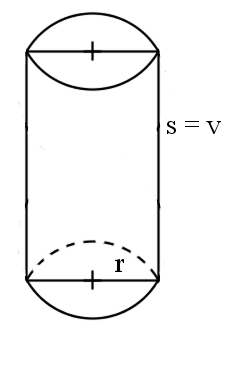 s = v
r